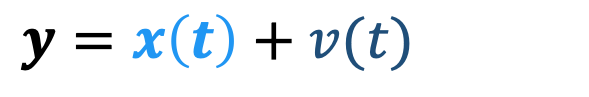 y = x(t) + v(t)